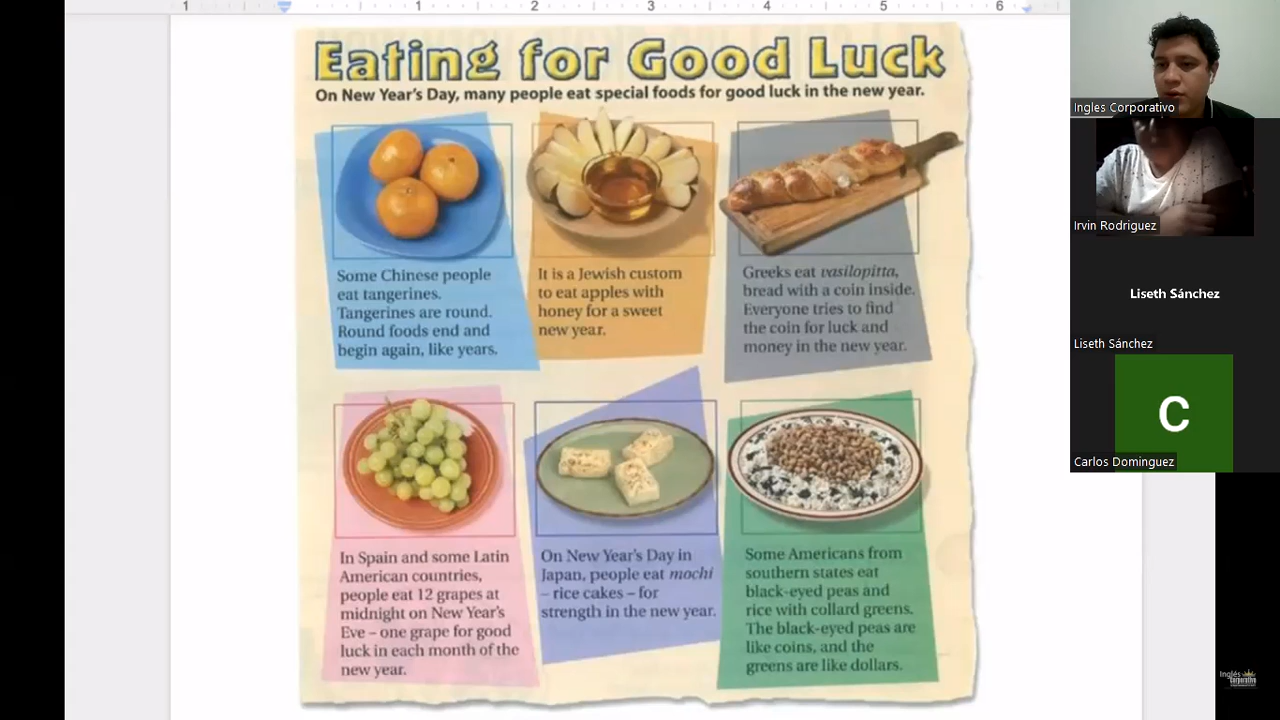 1 1 2 3 4 5 6
Eating for Good Luck
On New Year's Day, many people eat special foods for good luck in the new year.
Some Chinese people
eat tangerines.
Tangerines are round.
Round foods end and
begin again, like years.
It is a Jewish custom
to eat apples with
honey for a sweet
new year.
Greeks eat vasilopitta,
bread with a coin inside.
Everyone tries to find
the coin for luck and
money in the new year.
In Spain and some Latin
American countries,
people eat 12 grapes at
midnight on New Year's
Eve – one grape for good
luck in each month of the
new year.
On New Year's Day in
Japan, people eat mochi
– rice cakes – for
strength in the new year.
Some Americans from
southern states eat
black-eyed peas and
rice with collard greens.
The black-eyed peas are
like coins, and the
greens are like dollars.
Ingles Corporativo
Irvin Rodriguez
Liseth Sánchez
Liseth Sánchez
C
Carlos Dominguez
Inglés
Corporativo